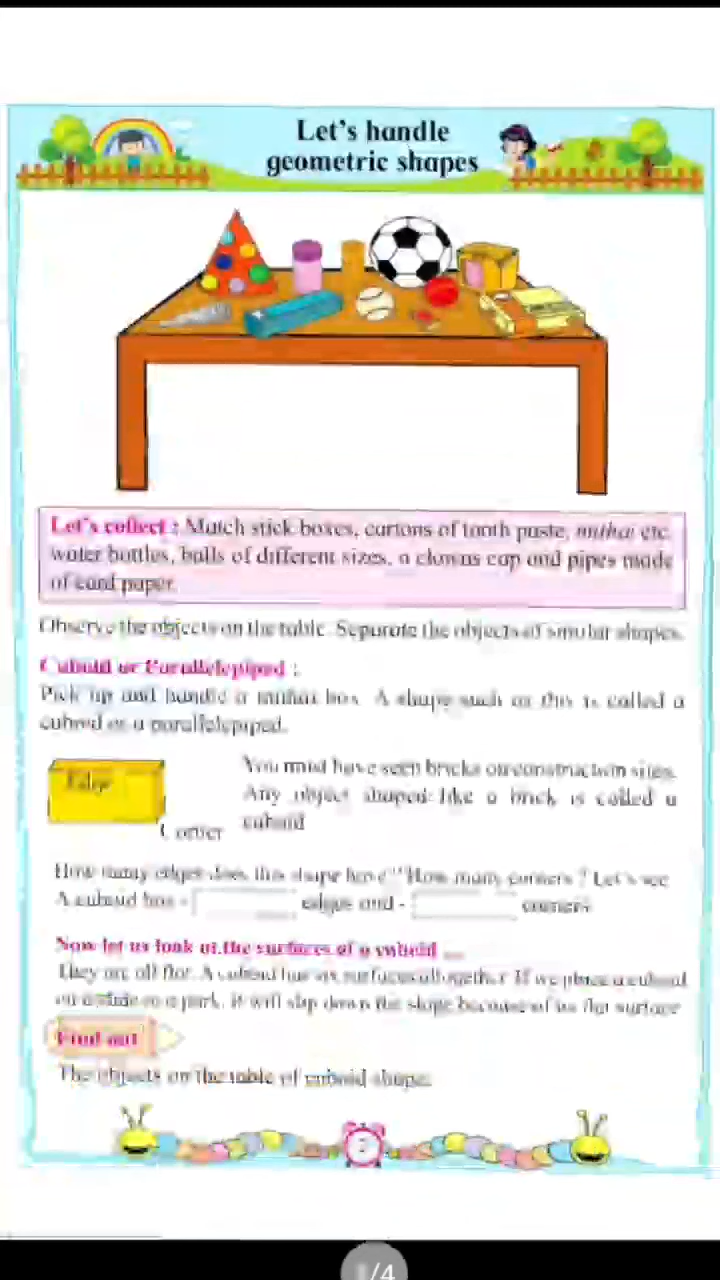 Let's handle
geometric shapes
Let's collect : Match stick boxes, cartons of tooth paste, mithai etc.
water bottles, balls of different sizes, a clowns cap and pipes made
of card paper.
Observe the objects on the table. Separate the objects of similar shapes.
Cuboid or Parallelepiped :
Pick up and handle a mithai box. A shape such as this is called a
cuboid or a parallelepiped.
Edge
You must have seen bricks on construction sites.
Any object shaped like a brick is called a
cuboid
Corner
How many edges does this shape have? How many corners ? Let's see
A cuboid has - edges and - corners
Now let us look at the surfaces of a cuboid ...
They are all flat. A cuboid has six surfaces altogether. If we place a cuboid
on a slide in a park, it will slip down the slope because of its flat surface
Find out
The objects on the table of cuboid shape.
/4